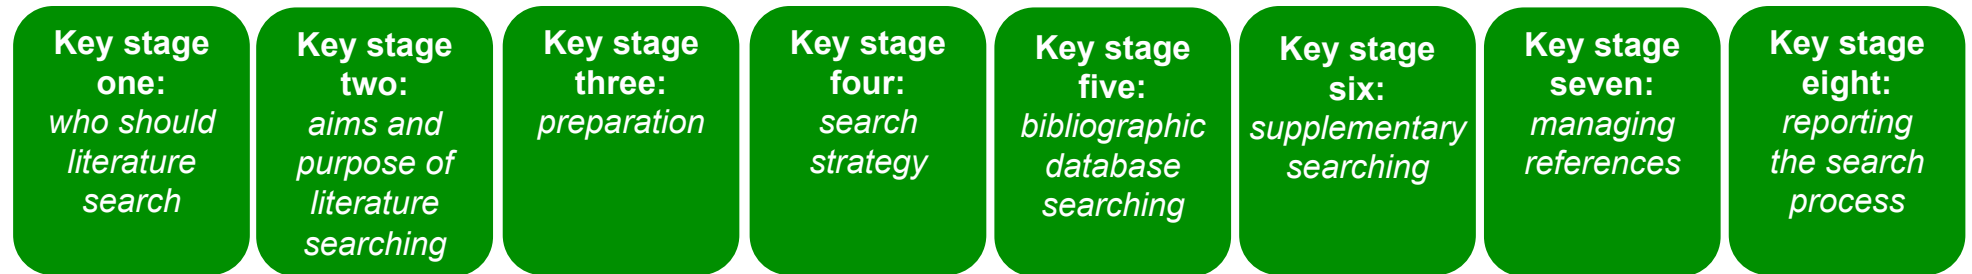 Key stage
one:
who should
literature
search
Key stage
two:
aims and
purpose of
literature
searching
Key stage
three:
preparation
Key stage
four:
search
strategy
Key stage
five:
bibliographic
database
searching
Key stage
six:
supplementary
searching
Key stage
seven:
managing
references
Key stage
eight:
reporting
the search
process